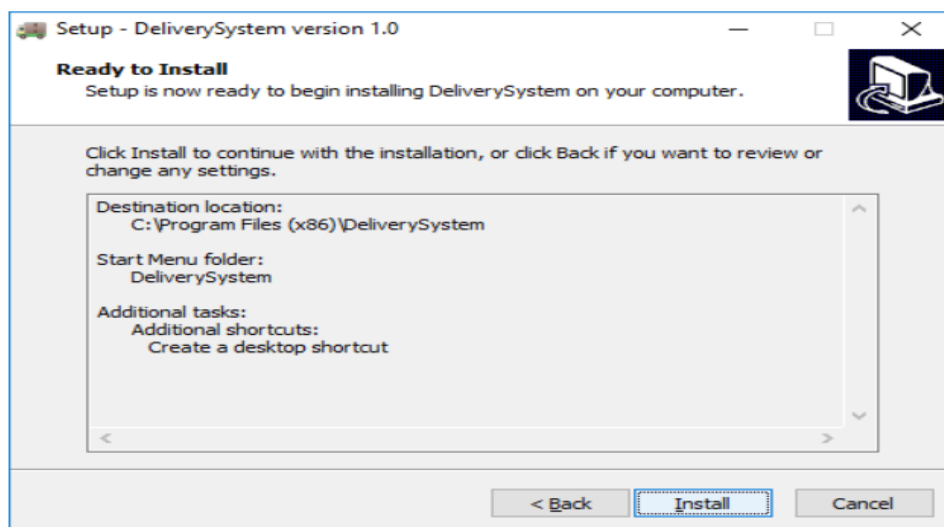 Setup - DeliverySystem version 1.0
Ready to Install
Setup is now ready to begin installing DeliverySystem on your computer.
Click Install to continue with the installation, or click Back if you want to review or
change any settings.
Destination location:
C:\Program Files (x86)\DeliverySystem
Start Menu folder:
DeliverySystem
Additional tasks:
Additional shortcuts:
Create a desktop shortcut
< Back
Install
Cancel